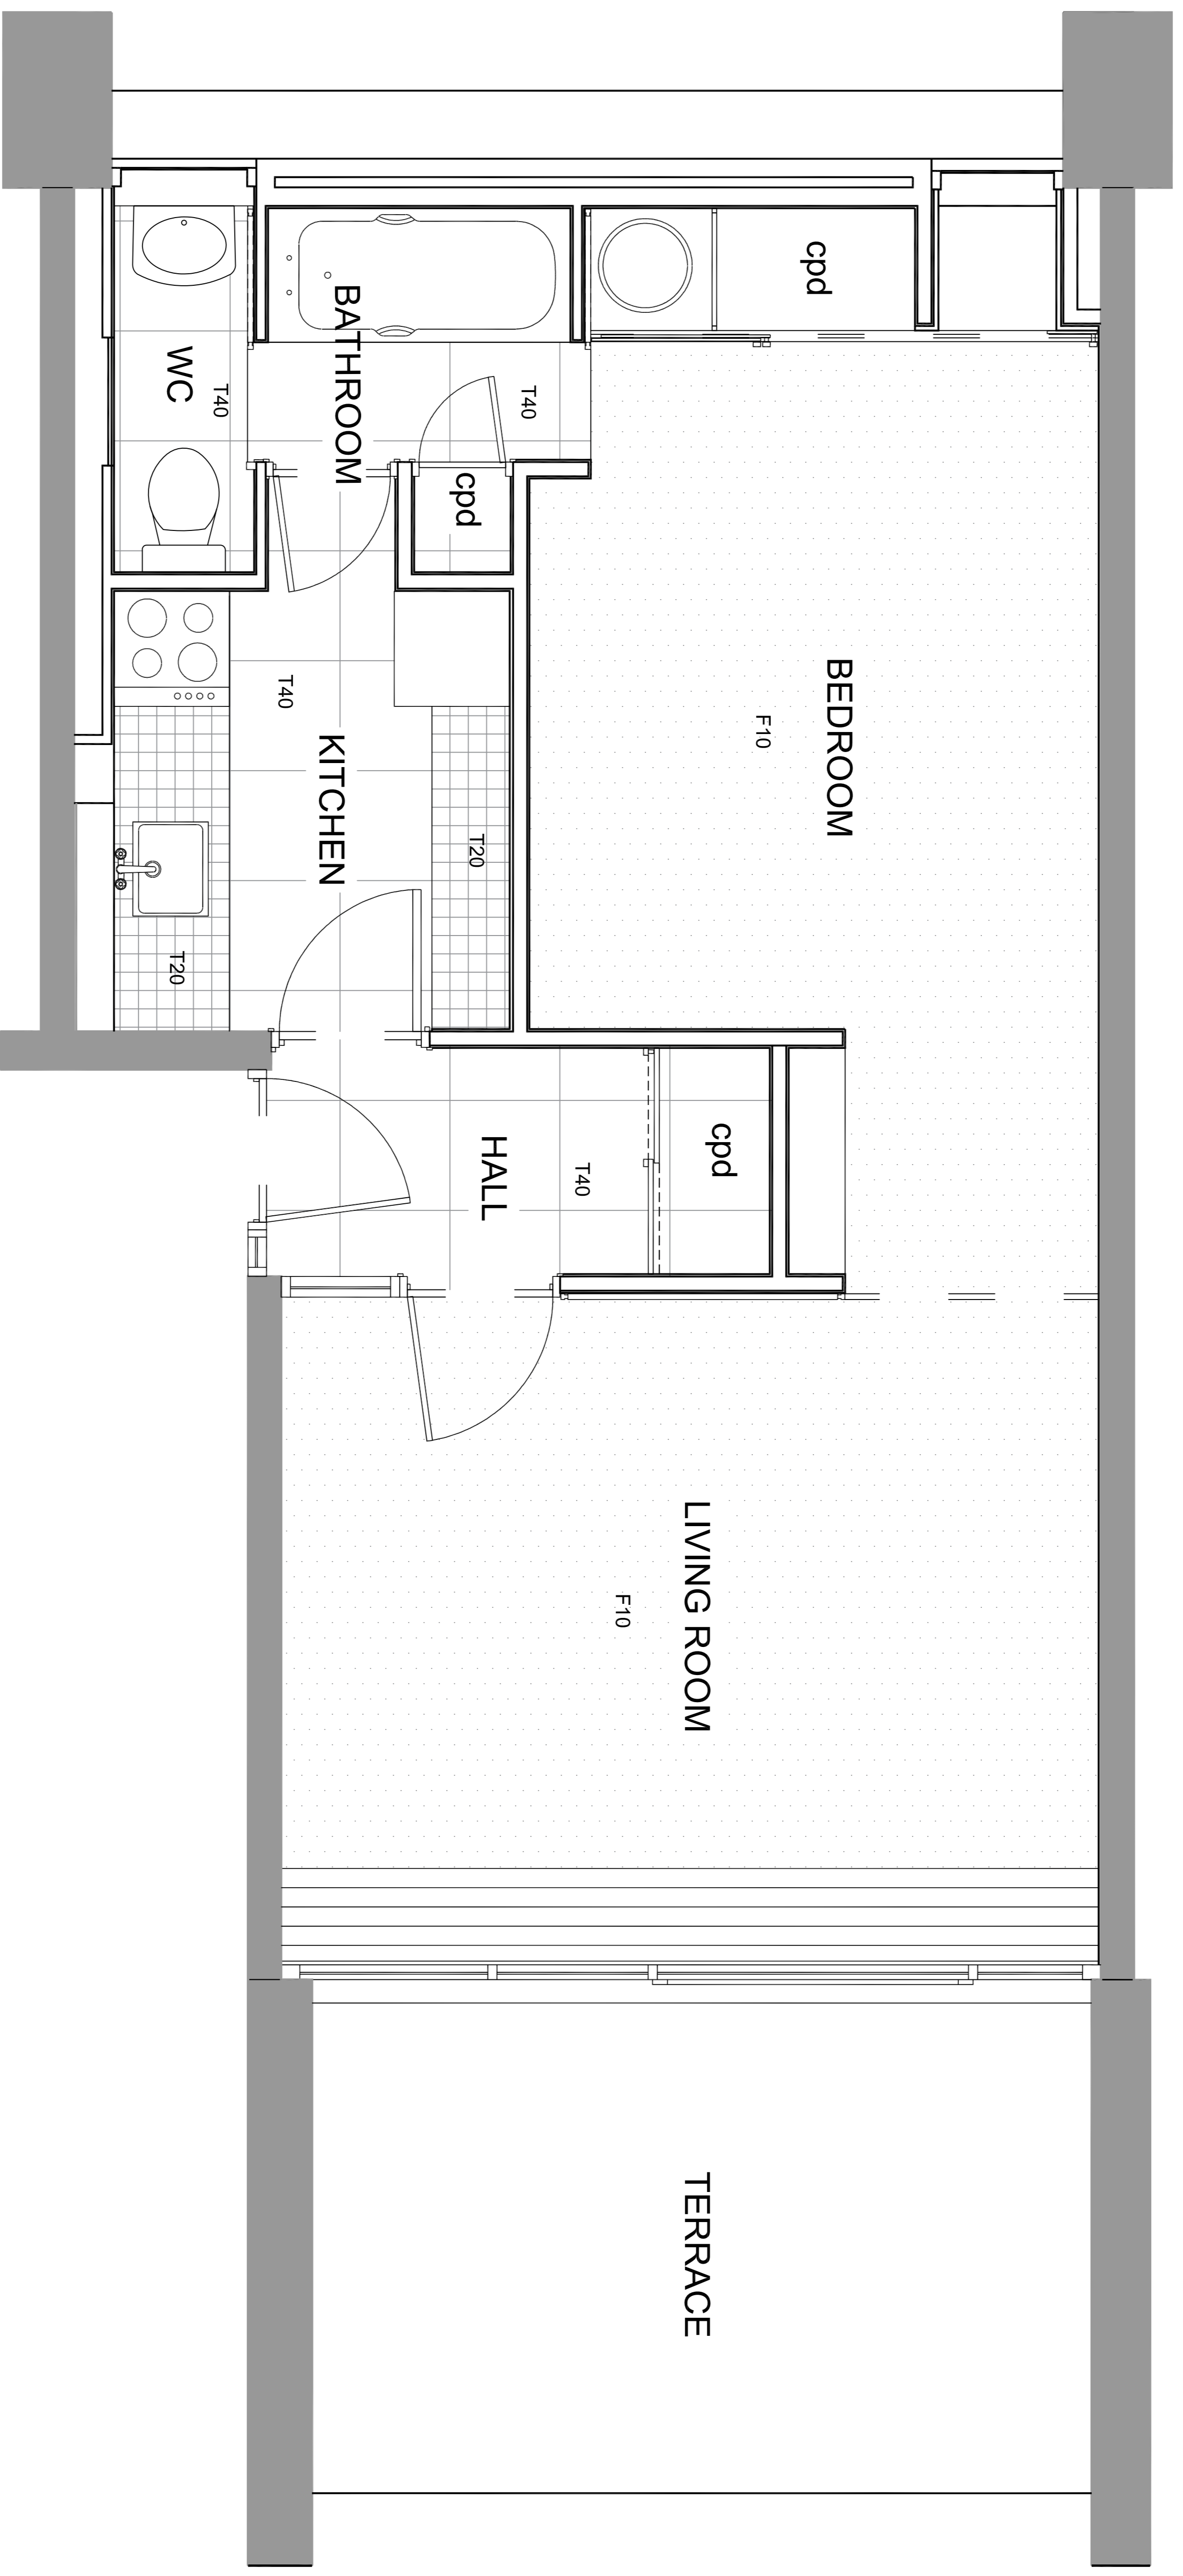 cpd
BATHROOM
WC
T40
T40
cpd
BEDROOM
F10
T40
KITCHEN
T20
T20
cpd
HALL
T40
LIVING ROOM
F10
TERRACE